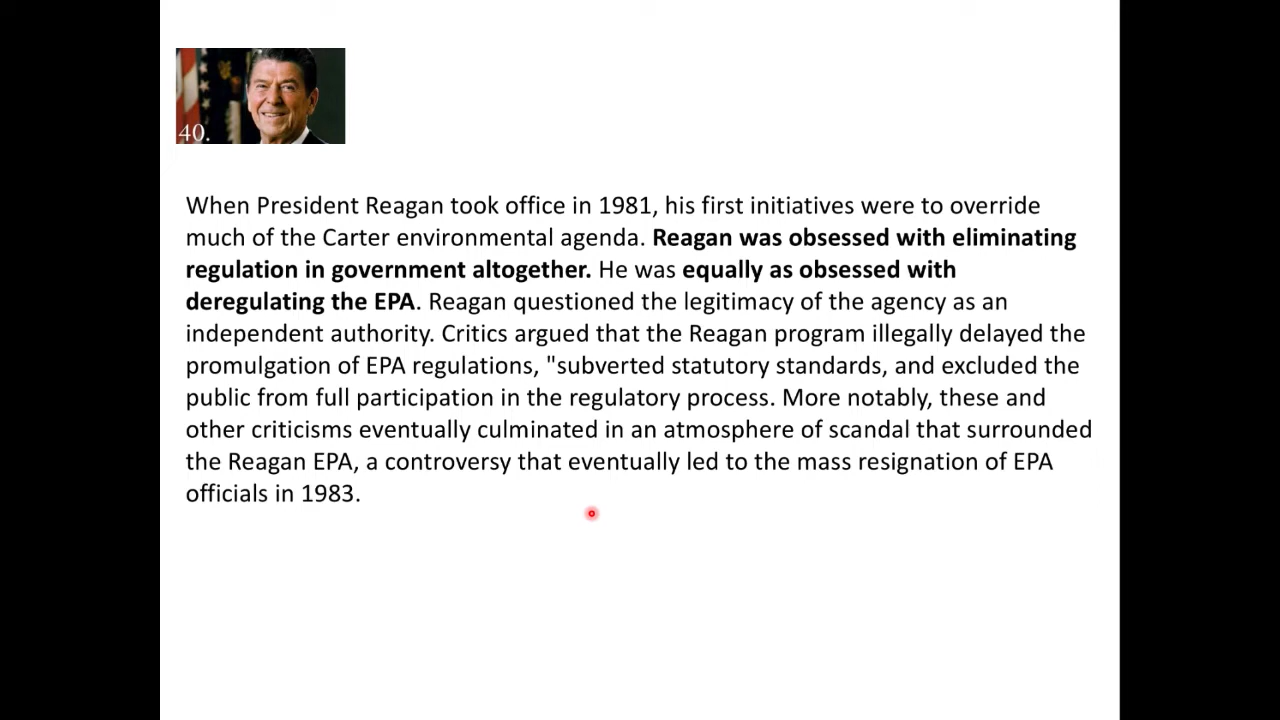 40.
When President Reagan took office in 1981, his first initiatives were to override
much of the Carter environmental agenda. Reagan was obsessed with eliminating
regulation in government altogether. He was equally as obsessed with
deregulating the EPA. Reagan questioned the legitimacy of the agency as an
independent authority. Critics argued that the Reagan program illegally delayed the
promulgation of EPA regulations, "subverted statutory standards, and excluded the
public from full participation in the regulatory process. More notably, these and
other criticisms eventually culminated in an atmosphere of scandal that surrounded
the Reagan EPA, a controversy that eventually led to the mass resignation of EPA
officials in 1983.